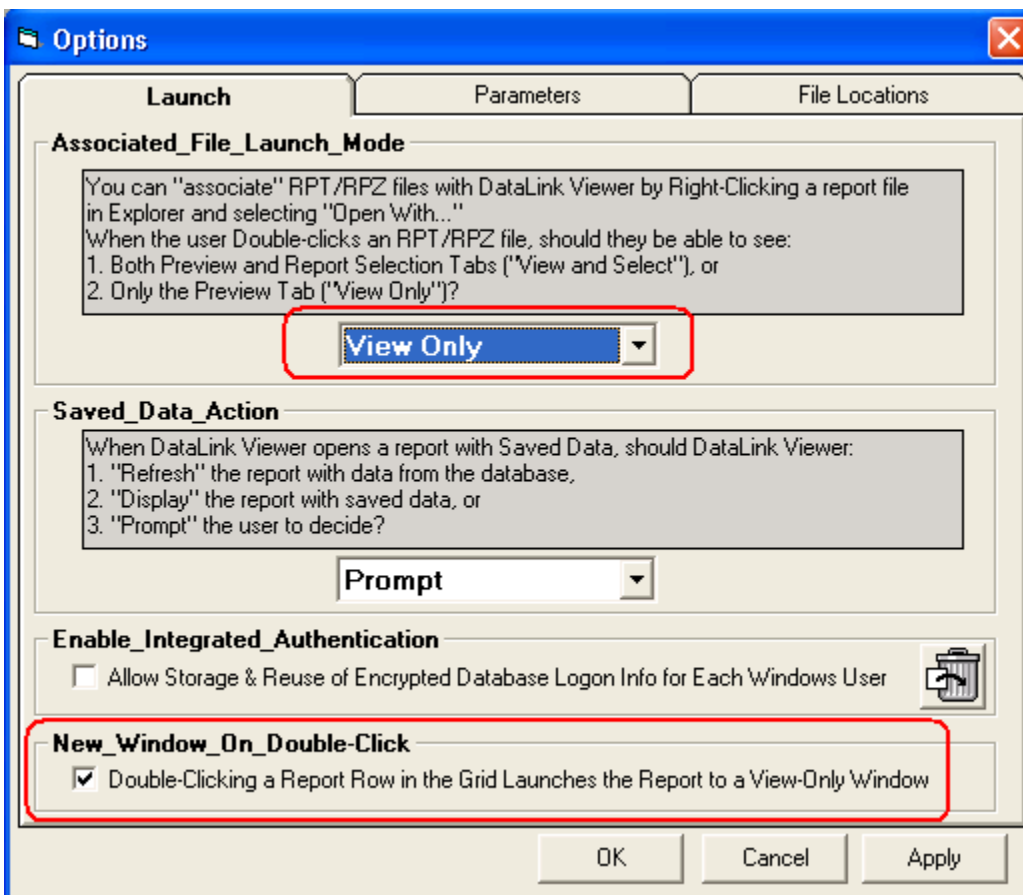 Options
Launch
Parameters
File Locations
Associated_File_Launch_Mode
You can "associate" RPT/RPZ files with DataLink Viewer by Right-Clicking a report file
in Explorer and selecting "Open With..."
When the user Double-clicks an RPT/RPZ file, should they be able to see:
1. Both Preview and Report Selection Tabs ("View and Select"), or
2. Only the Preview Tab ("View Only")?
View Only
Saved_Data_Action
When DataLink Viewer opens a report with Saved Data, should DataLink Viewer:
1. "Refresh" the report with data from the database,
2. "Display" the report with saved data, or
3. "Prompt" the user to decide?
Prompt
Enable_Integrated_Authentication
Allow Storage & Reuse of Encrypted Database Logon Info for Each Windows User
New_Window_On_Double-Click
Double-Clicking a Report Row in the Grid Launches the Report to a View-Only Window
OK
Cancel
Apply